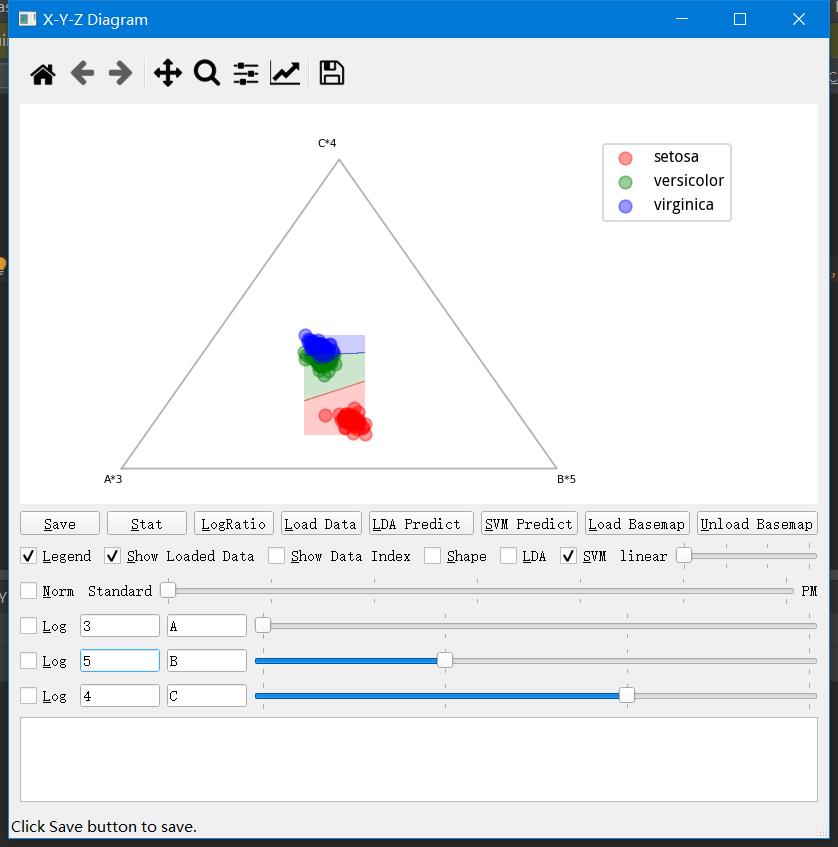 X-Y-Z Diagram
C*4
setosa
versicolor
virginica
A*3
B*5
Save Stat LogRatio Load Data LDA Predict SVM Predict Load Basemap Unload Basemap
Legend Show Loaded Data Show Data Index Shape LDA SVM linear
Norm Standard PM
Log 3 A
Log 5 B
Log 4 C
Click Save button to save.